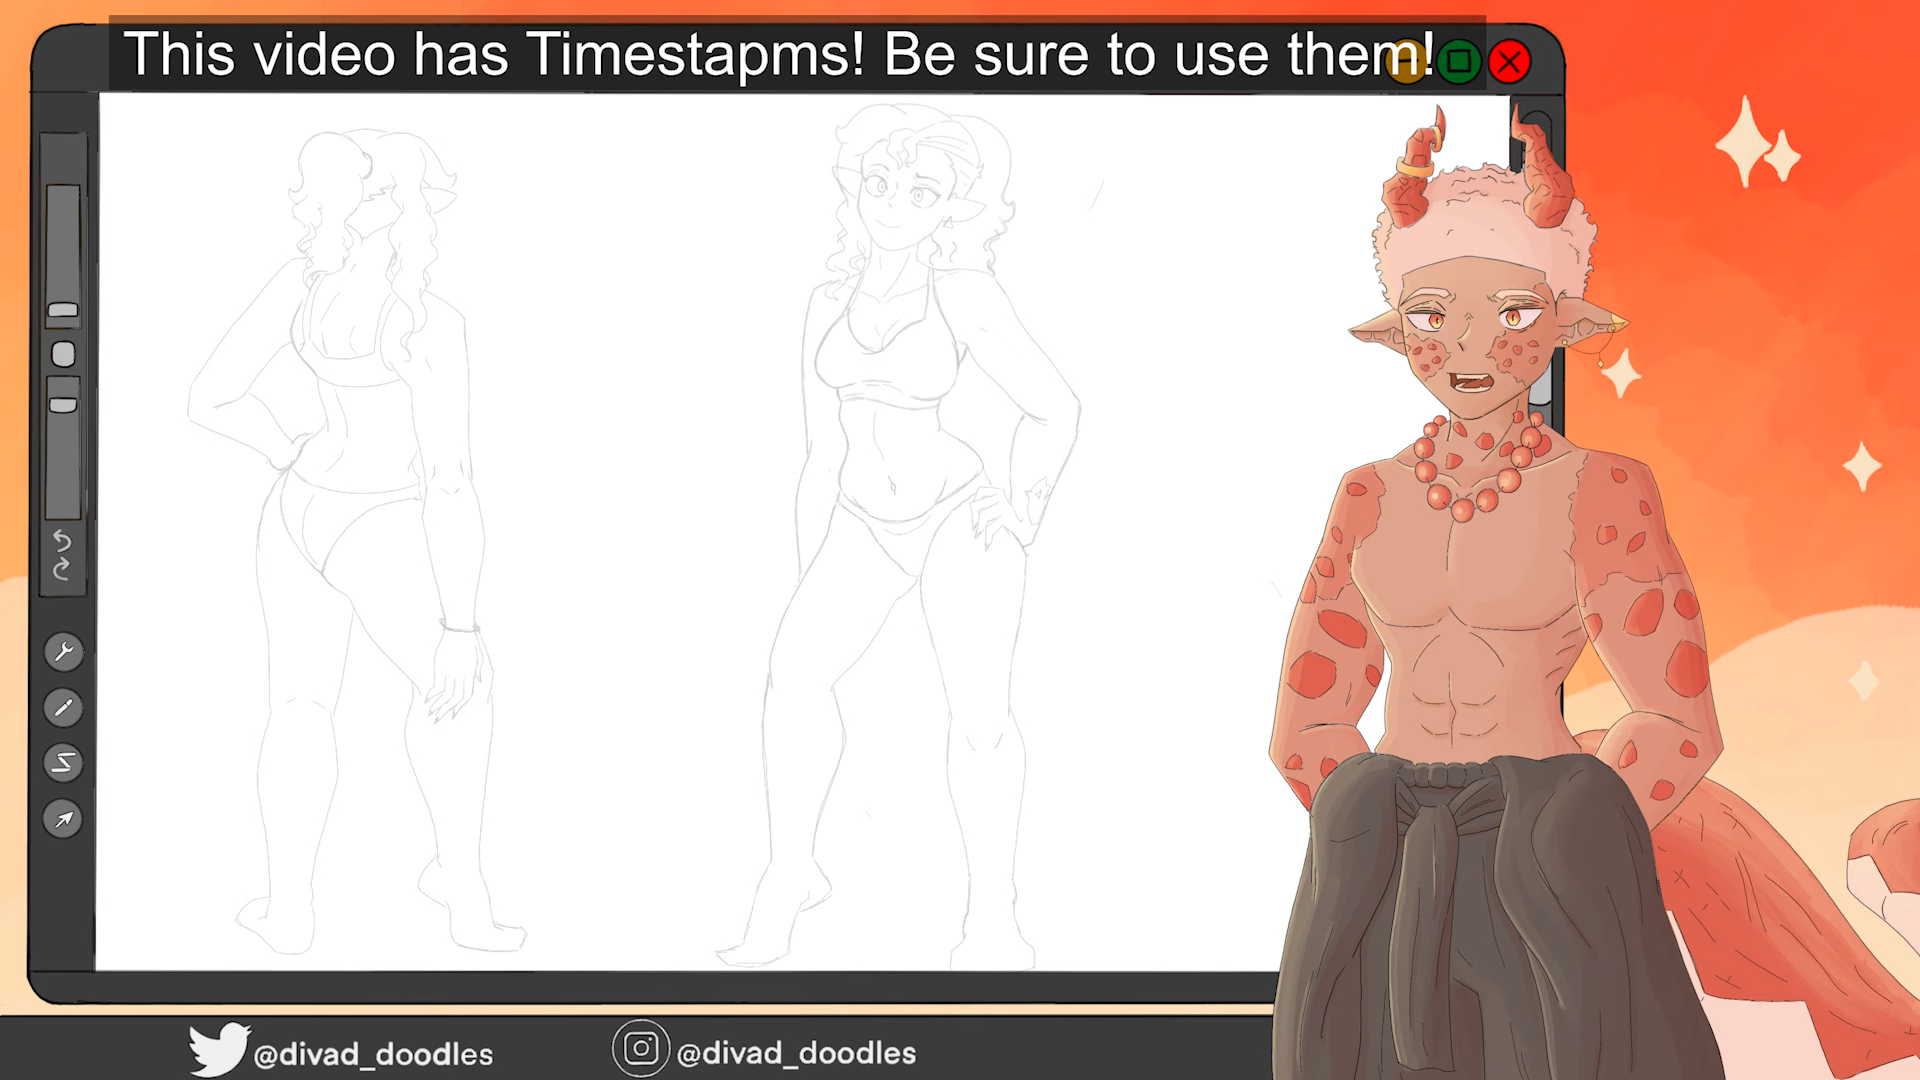 This video has Timestapms! Be sure to use them!
@divad_doodles
@divad_doodles